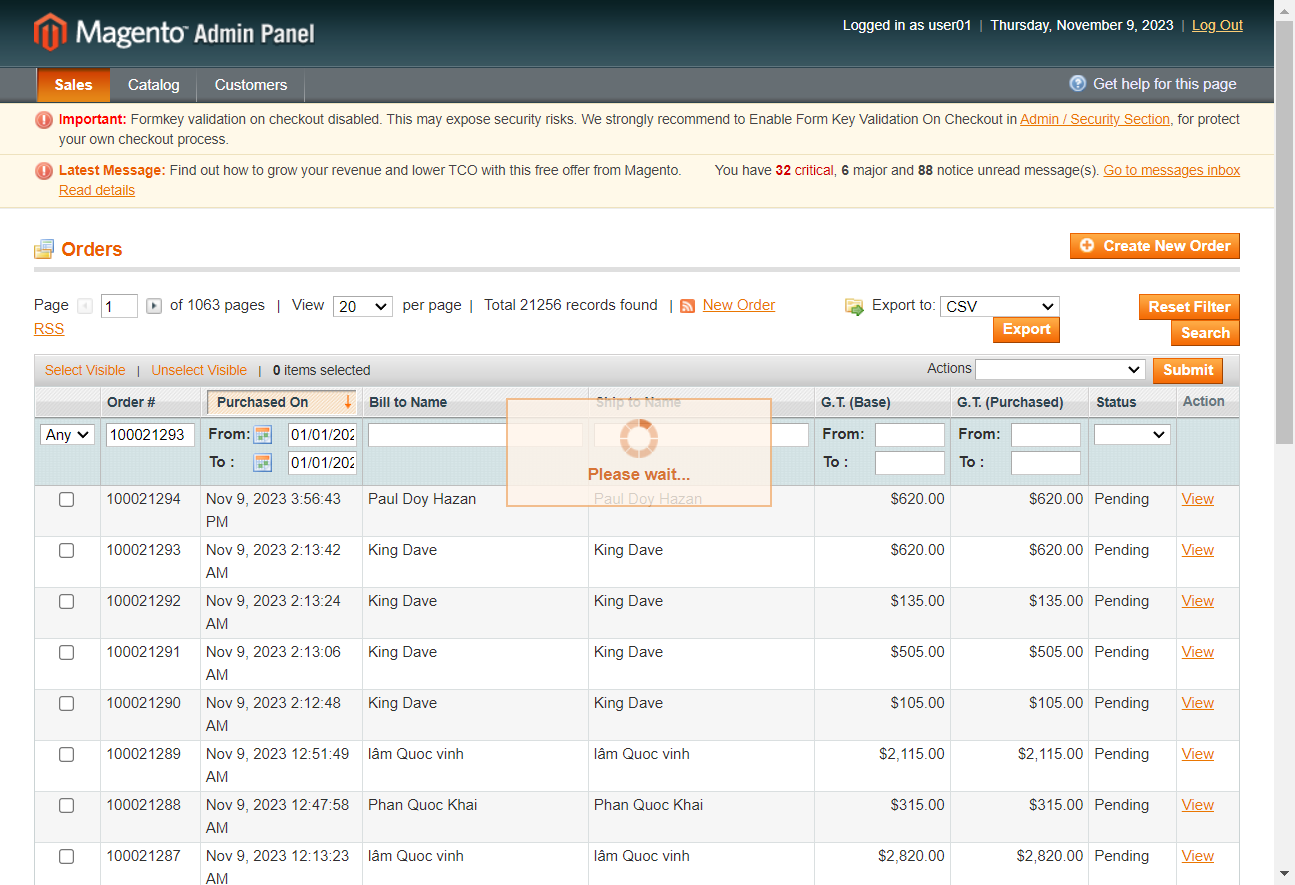 Magento Admin Panel
Logged in as user01 | Thursday, November 9, 2023 | Log Out
Sales Catalog Customers Get help for this page
Important: Formkey validation on checkout disabled. This may expose security risks. We strongly recommend to Enable Form Key Validation On Checkout in Admin / Security Section, for protect
your own checkout process.
Latest Message: Find out how to grow your revenue and lower TCO with this free offer from Magento. You have 32 critical, 6 major and 88 notice unread message(s). Go to messages inbox
Read details
Orders Create New Order
Page 1 of 1063 pages | View 20 per page | Total 21256 records found | New Order Export to: CSV Reset Filter
RSS Export Search
Select Visible | Unselect Visible | 0 items selected Actions Submit
Order # Purchased On Bill to Name Ship to Name G.T. (Base) G.T. (Purchased) Status Action
Any 100021293 From: 01/01/202 From: From:
To : 01/01/202 To : To :
Please wait...
100021294 Nov 9, 2023 3:56:43 Paul Doy Hazan Paul Doy Hazan $620.00 $620.00 Pending View
PM
100021293 Nov 9, 2023 2:13:42 King Dave King Dave $620.00 $620.00 Pending View
AM
100021292 Nov 9, 2023 2:13:24 King Dave King Dave $135.00 $135.00 Pending View
AM
100021291 Nov 9, 2023 2:13:06 King Dave King Dave $505.00 $505.00 Pending View
AM
100021290 Nov 9, 2023 2:12:48 King Dave King Dave $105.00 $105.00 Pending View
AM
100021289 Nov 9, 2023 12:51:49 lâm Quoc vinh lâm Quoc vinh $2,115.00 $2,115.00 Pending View
AM
100021288 Nov 9, 2023 12:47:58 Phan Quoc Khai Phan Quoc Khai $315.00 $315.00 Pending View
AM
100021287 Nov 9, 2023 12:13:23 lâm Quoc vinh lâm Quoc vinh $2,820.00 $2,820.00 Pending View
AM